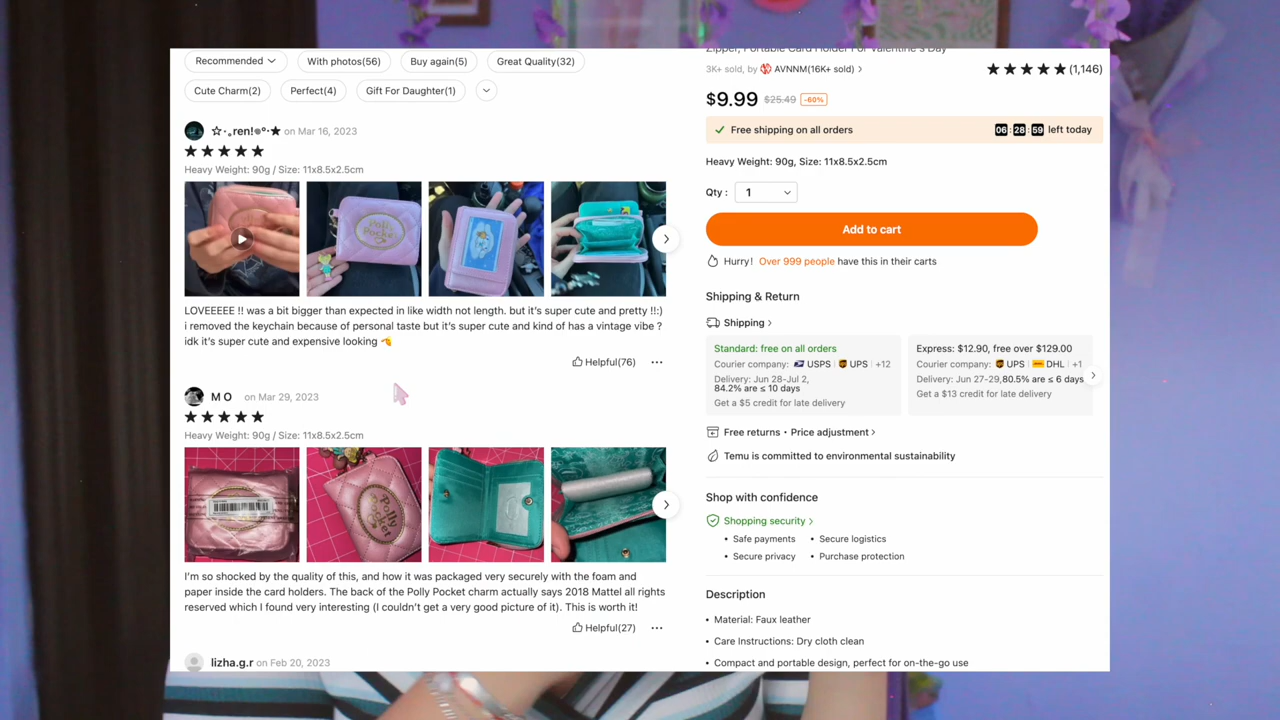 Recommended
With photos(56)
Buy again(5)
Great Quality(32)
Cute Charm(2)
Perfect(4)
Gift For Daughter(1)
☆·˳ren!๑°·★ on Mar 16, 2023
Heavy Weight: 90g / Size: 11x8.5x2.5cm
Polly Pocket
LOVEEEEE !! was a bit bigger than expected in like width not length. but it's super cute and pretty !!:)
i removed the keychain because of personal taste but it's super cute and kind of has a vintage vibe ?
idk it's super cute and expensive looking
Helpful(76)
M O on Mar 29, 2023
Heavy Weight: 90g / Size: 11x8.5x2.5cm
Polly Pocket
I'm so shocked by the quality of this, and how it was packaged very securely with the foam and
paper inside the card holders. The back of the Polly Pocket charm actually says 2018 Mattel all rights
reserved which I found very interesting (I couldn't get a very good picture of it). This is worth it!
Helpful(27)
lizha.g.r on Feb 20, 2023
Zipper, Portable Card Holder For Valentine's Day
3K+ sold, by AVNNM(16K+ sold)
(1,146)
$9.99 $25.49 -60%
Free shipping on all orders
06 : 28 : 59 left today
Heavy Weight: 90g, Size: 11x8.5x2.5cm
Qty : 1
Add to cart
Hurry! Over 999 people have this in their carts
Shipping & Return
Shipping
Standard: free on all orders
Courier company: USPS UPS +12
Delivery: Jun 28-Jul 2,
84.2% are ≤ 10 days
Get a $5 credit for late delivery
Express: $12.90, free over $129.00
Courier company: UPS DHL +1
Delivery: Jun 27-29,80.5% are ≤ 6 days
Get a $13 credit for late delivery
Free returns • Price adjustment
Temu is committed to environmental sustainability
Shop with confidence
Shopping security
• Safe payments
• Secure logistics
• Secure privacy
• Purchase protection
Description
• Material: Faux leather
• Care Instructions: Dry cloth clean
• Compact and portable design, perfect for on-the-go use